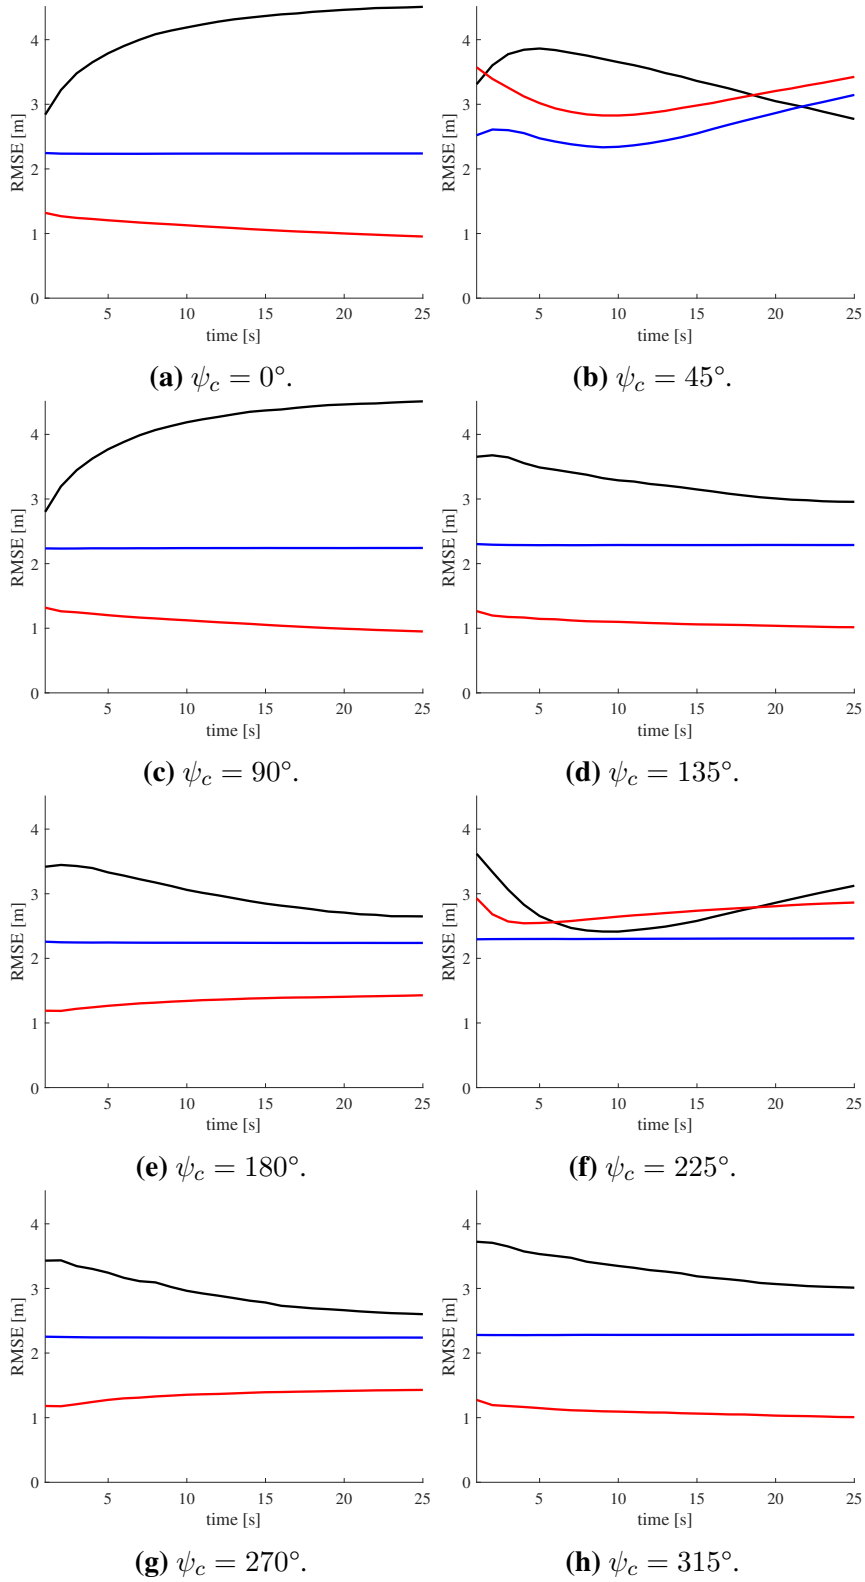 4
3
2
1
0
RMSE [m]
5 10 15 20 25
time [s]
(a) ψc = 0°.
4
3
2
1
0
RMSE [m]
5 10 15 20 25
time [s]
(b) ψc = 45°.
4
3
2
1
0
RMSE [m]
5 10 15 20 25
time [s]
(c) ψc = 90°.
4
3
2
1
0
RMSE [m]
5 10 15 20 25
time [s]
(d) ψc = 135°.
4
3
2
1
0
RMSE [m]
5 10 15 20 25
time [s]
(e) ψc = 180°.
4
3
2
1
0
RMSE [m]
5 10 15 20 25
time [s]
(f) ψc = 225°.
4
3
2
1
0
RMSE [m]
5 10 15 20 25
time [s]
(g) ψc = 270°.
4
3
2
1
0
RMSE [m]
5 10 15 20 25
time [s]
(h) ψc = 315°.